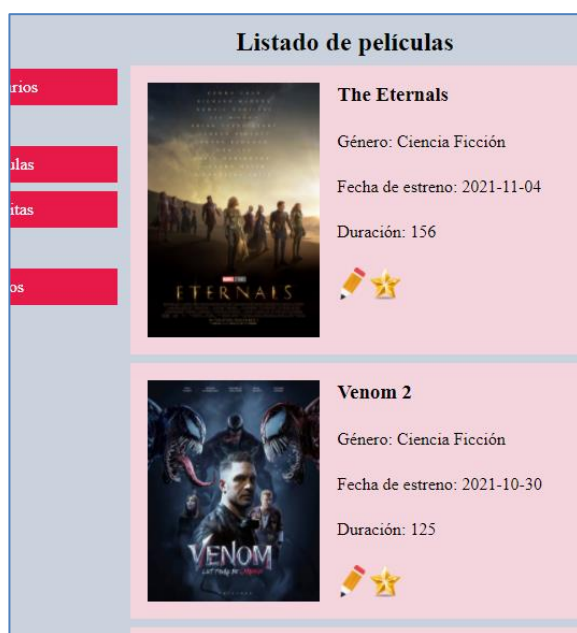 Listado de películas
rios
ulas
itas
os
The Eternals
Género: Ciencia Ficción
Fecha de estreno: 2021-11-04
Duración: 156
ETERNALS
Venom 2
Género: Ciencia Ficción
Fecha de estreno: 2021-10-30
Duración: 125
VENOM